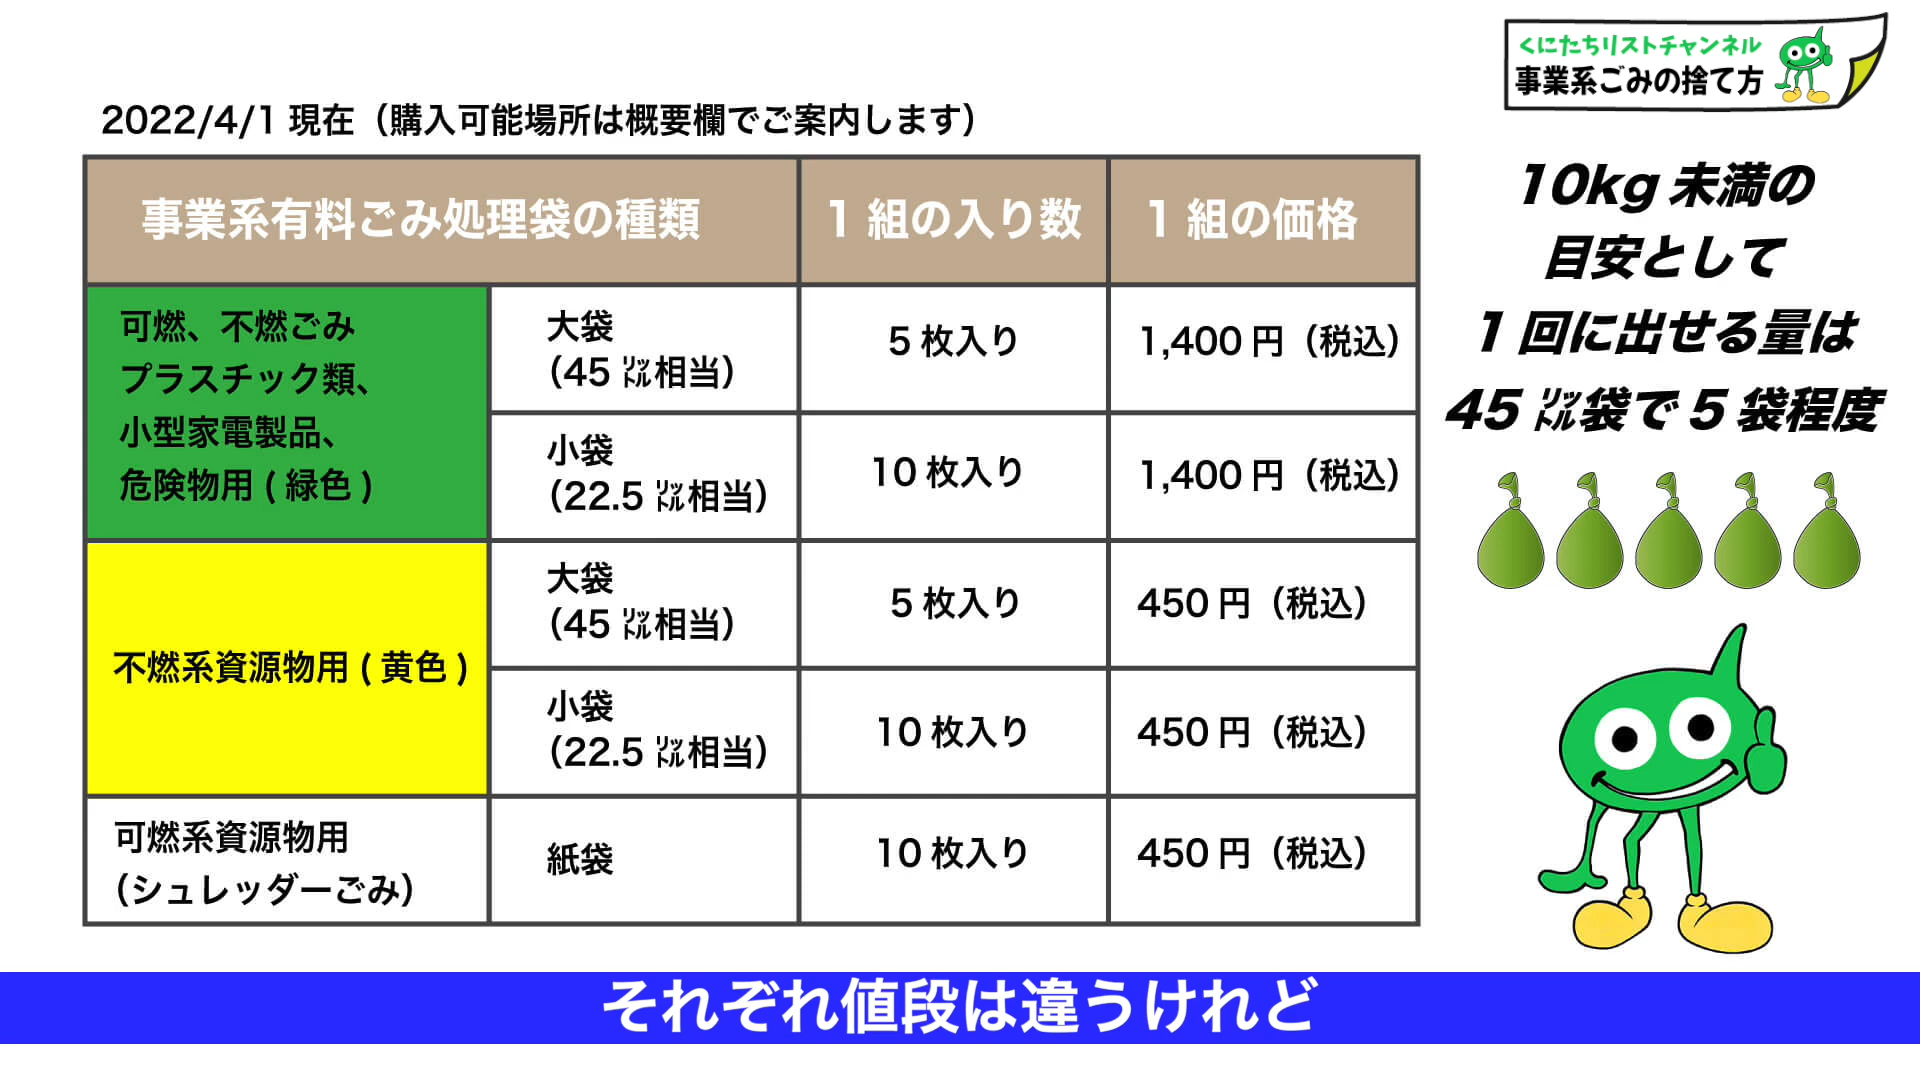 くにたちリストチャンネル
事業系ごみの捨て方
2022/4/1 現在（購入可能場所は概要欄でご案内します）
事業系有料ごみ処理袋の種類
1 組の入り数
1 組の価格
可燃、不燃ごみ
プラスチック類、
小型家電製品、
危険物用 ( 緑色 )
大袋
（45 ㍑相当）
5 枚入り
1,400 円（税込）
小袋
（22.5 ㍑相当）
10 枚入り
1,400 円（税込）
不燃系資源物用 ( 黄色 )
大袋
（45 ㍑相当）
5 枚入り
450 円（税込）
小袋
（22.5 ㍑相当）
10 枚入り
450 円（税込）
可燃系資源物用
（シュレッダーごみ）
紙袋
10 枚入り
450 円（税込）
10kg 未満の
目安として
1 回に出せる量は
45 ㍑袋で 5 袋程度
それぞれ値段は違うけれど